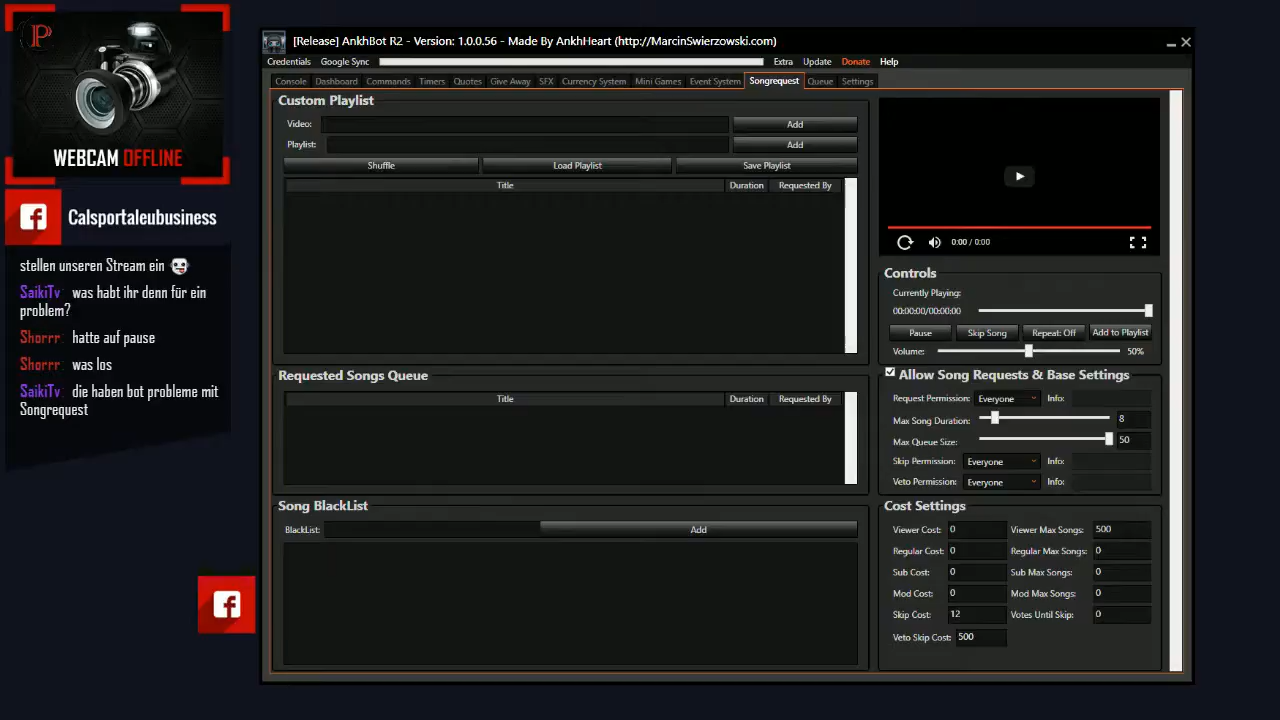 P
WEBCAM OFFLINE
Calsportaleubusiness
stellen unseren Stream ein
SaikiTv was habt ihr denn für ein
problem?
Shorrr hatte auf pause
Shorrr was los
SaikiTv die haben bot probleme mit
Songrequest
[Release] AnkhBot R2 - Version: 1.0.0.56 - Made By AnkhHeart (http://MarcinSwierzowski.com)
Credentials Google Sync Extra Update Donate Help
Console Dashboard Commands Timers Quotes Give Away SFX Currency System Mini Games Event System Songrequest Queue Settings
Custom Playlist
Video: Add
Playlist: Add
Shuffle Load Playlist Save Playlist
Title Duration Requested By
Requested Songs Queue
Title Duration Requested By
Song BlackList
BlackList: Add
0:00 / 0:00
Controls
Currently Playing:
00:00:00/00:00:00
Pause Skip Song Repeat: Off Add to Playlist
Volume: 50%
Allow Song Requests & Base Settings
Request Permission: Everyone Info:
Max Song Duration: 8
Max Queue Size: 50
Skip Permission: Everyone Info:
Veto Permission: Everyone Info:
Cost Settings
Viewer Cost: 0 Viewer Max Songs: 500
Regular Cost: 0 Regular Max Songs: 0
Sub Cost: 0 Sub Max Songs: 0
Mod Cost: 0 Mod Max Songs: 0
Skip Cost: 12 Votes Until Skip: 0
Veto Skip Cost: 500